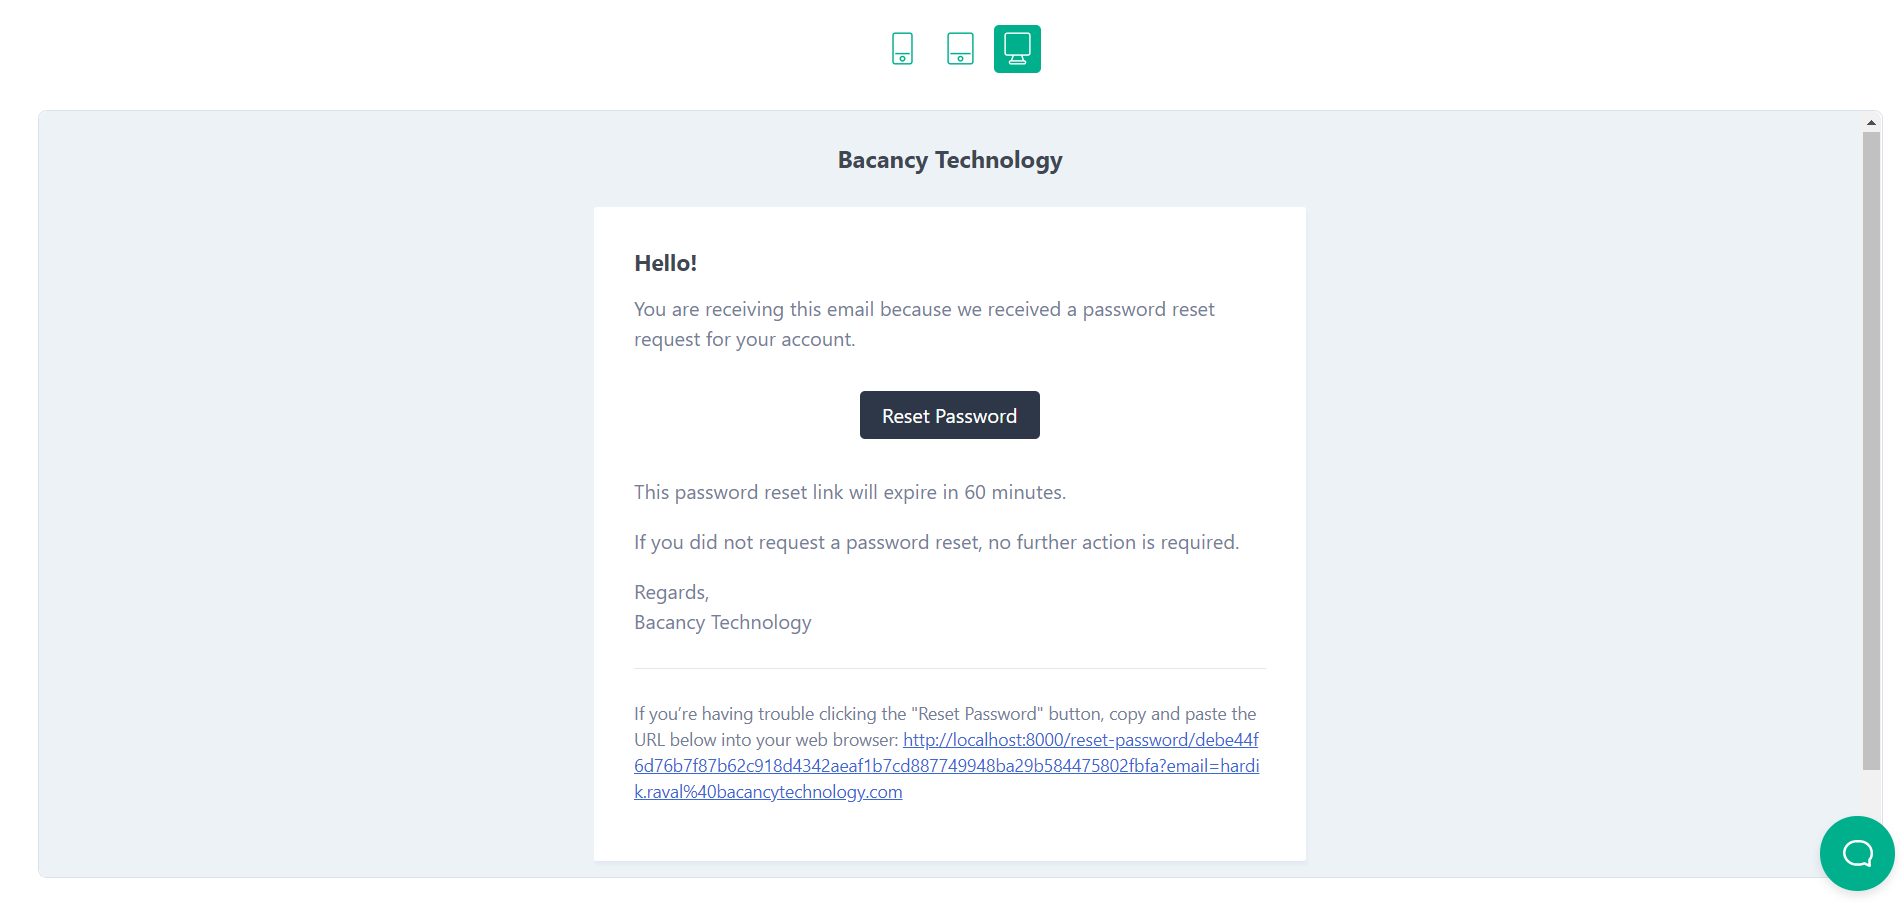 Bacancy Technology
Hello!
You are receiving this email because we received a password reset
request for your account.
Reset Password
This password reset link will expire in 60 minutes.
If you did not request a password reset, no further action is required.
Regards,
Bacancy Technology
If you’re having trouble clicking the "Reset Password" button, copy and paste the
URL below into your web browser: http://localhost:8000/reset-password/debe44f
6d76b7f87b62c918d4342aeaf1b7cd887749948ba29b584475802fbfa?email=hardi
k.raval%40bacancytechnology.com